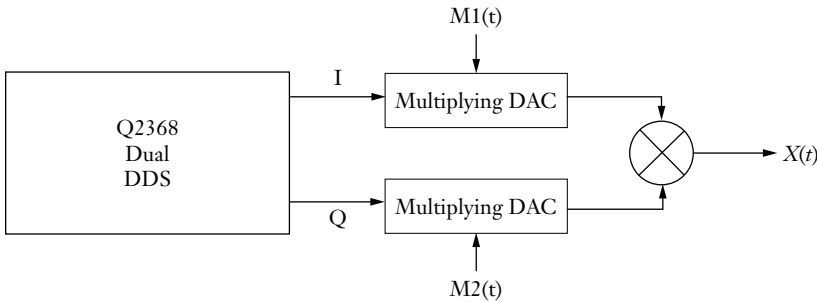 M1(t)
I
Multiplying DAC
Q2368
Dual
DDS
X(t)
Multiplying DAC
Q
M2(t)